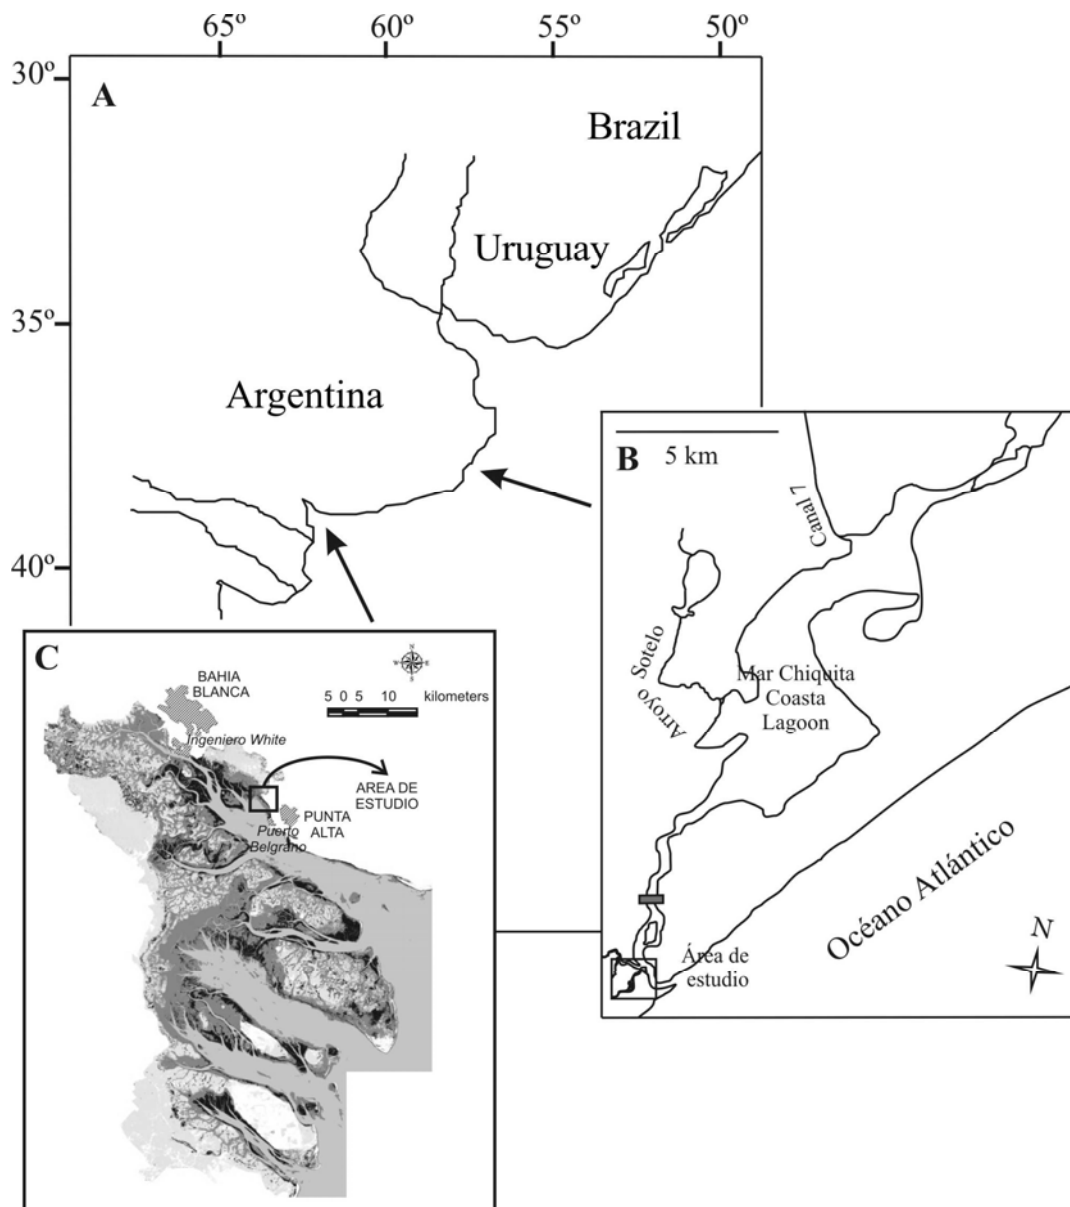 65º 60º 55º 50º
30º
A
Brazil
Uruguay
35º
Argentina
40º
B
5 km
Canal 7
Arroyo Sotelo
Mar Chiquita
Coasta
Lagoon
Océano Atlántico
Área de
estudio
N
C
BAHIA
BLANCA
N
W E
S
5 0 5 10 kilometers
Ingeniero White
AREA DE
ESTUDIO
PUNTA
ALTA
Puerto
Belgrano